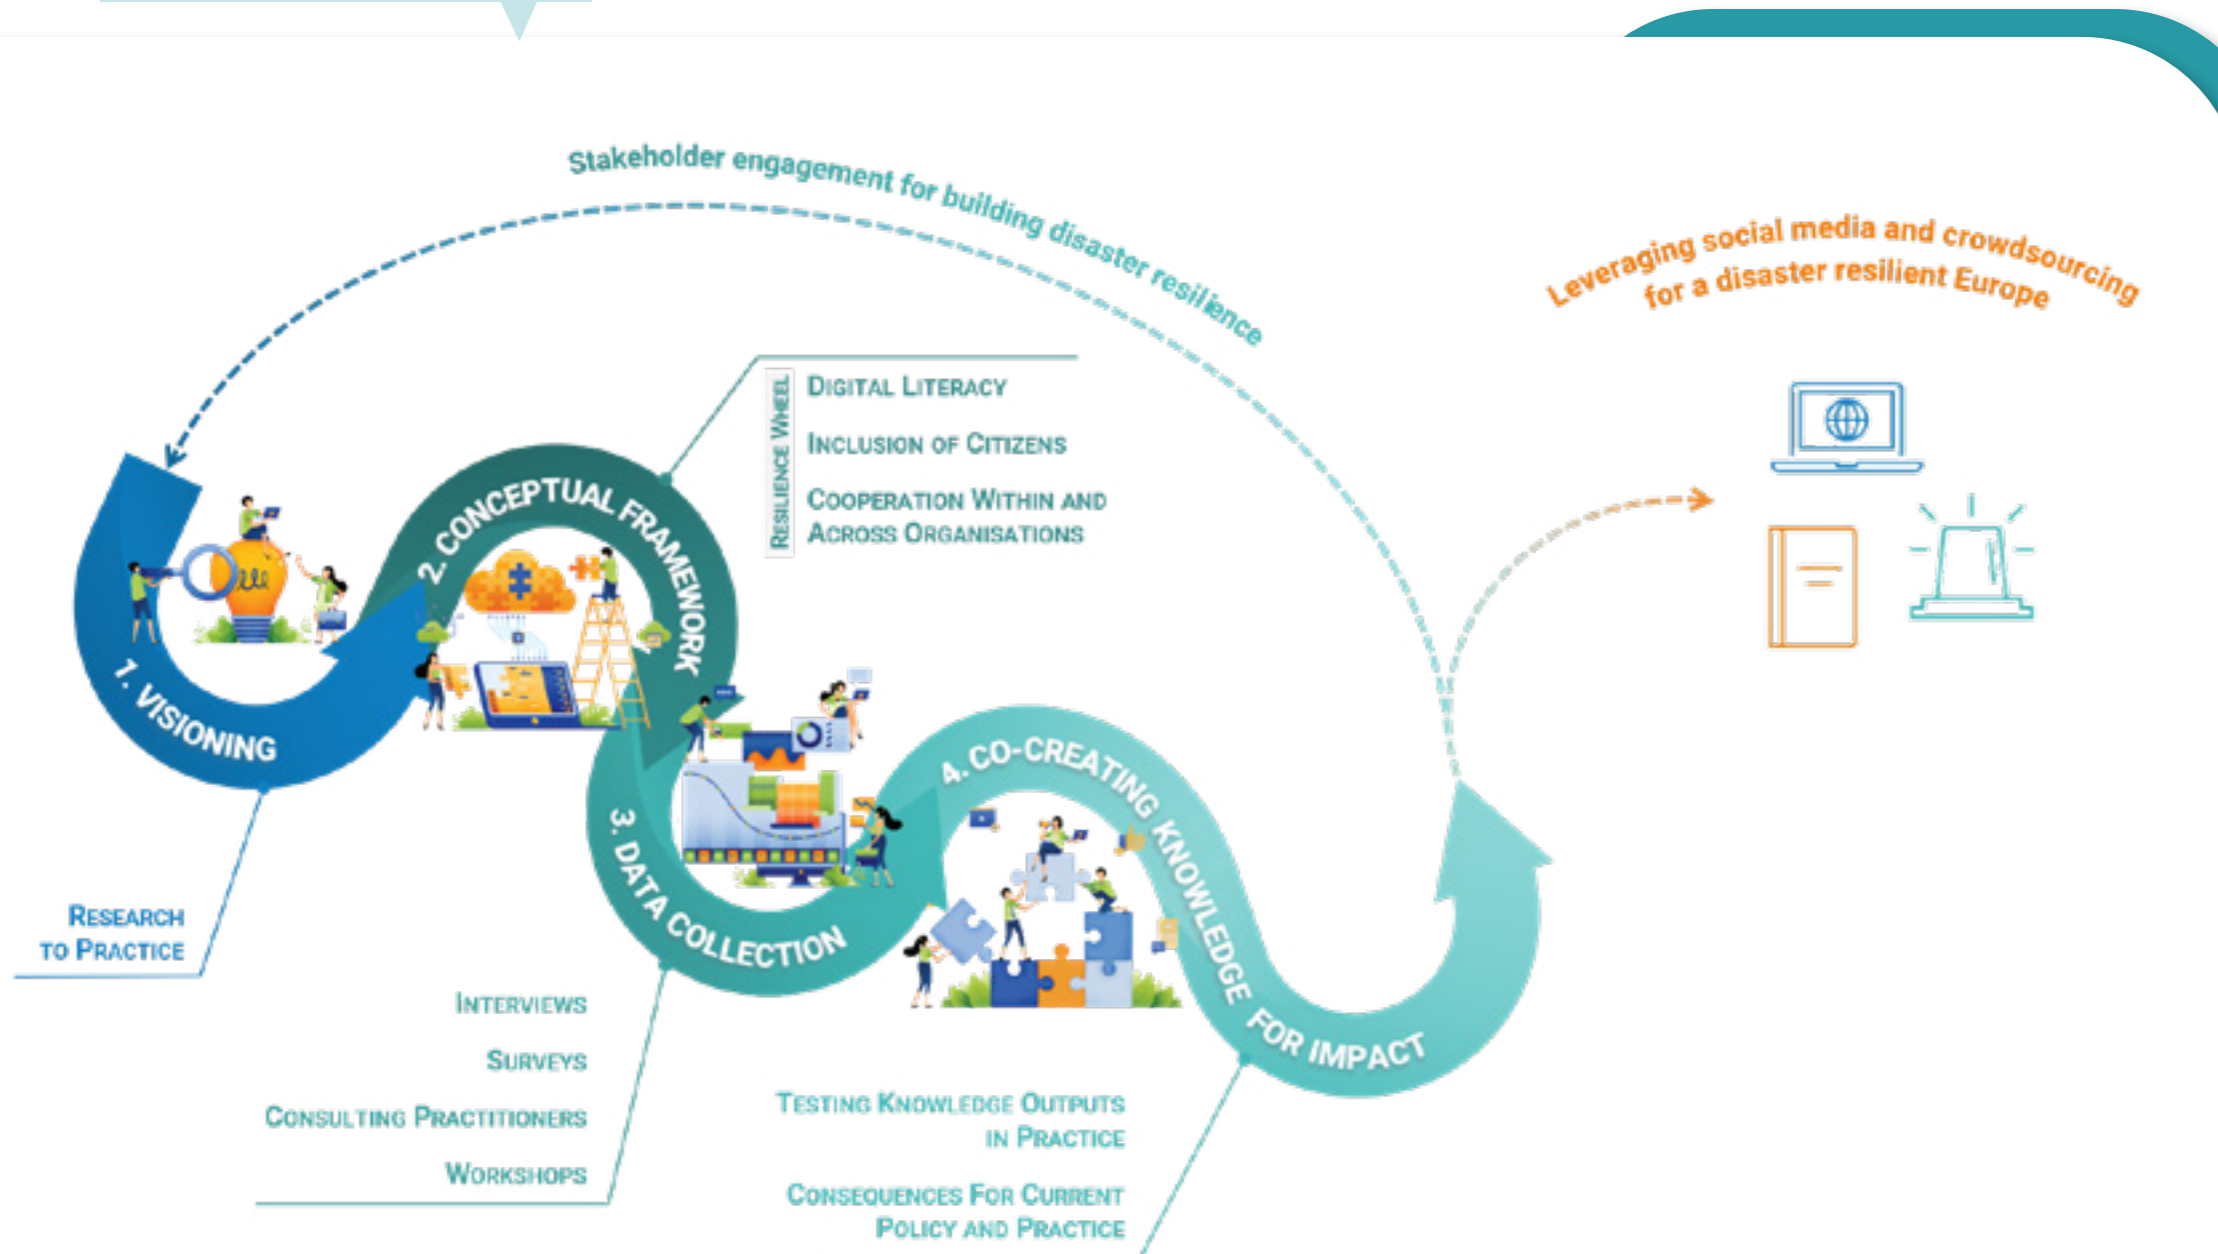 Stakeholder engagement for building disaster resilience
Leveraging social media and crowdsourcing
for a disaster resilient Europe
1. VISIONING
RESEARCH
TO PRACTICE
2. CONCEPTUAL FRAMEWORK
RESILIENCE WHEEL
DIGITAL LITERACY
INCLUSION OF CITIZENS
COOPERATION WITHIN AND
ACROSS ORGANISATIONS
3. DATA COLLECTION
INTERVIEWS
SURVEYS
CONSULTING PRACTITIONERS
WORKSHOPS
4. CO-CREATING KNOWLEDGE FOR IMPACT
TESTING KNOWLEDGE OUTPUTS
IN PRACTICE
CONSEQUENCES FOR CURRENT
POLICY AND PRACTICE